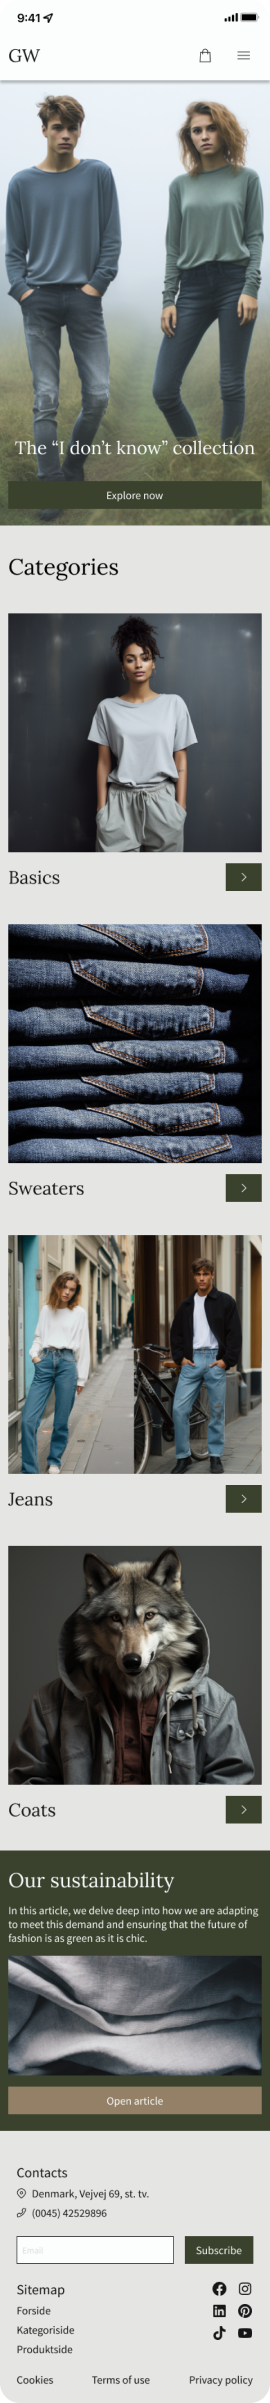 9:41
GW
The “I don’t know” collection
Explore now
Categories
Basics
Sweaters
Jeans
Coats
Our sustainability
In this article, we delve deep into how we are adapting
to meet this demand and ensuring that the future of
fashion is as green as it is chic.
Open article
Contacts
Denmark, Vejvej 69, st. tv.
(0045) 42529896
Email
Subscribe
Sitemap
Forside
Kategoriside
Produktside
Cookies
Terms of use
Privacy policy